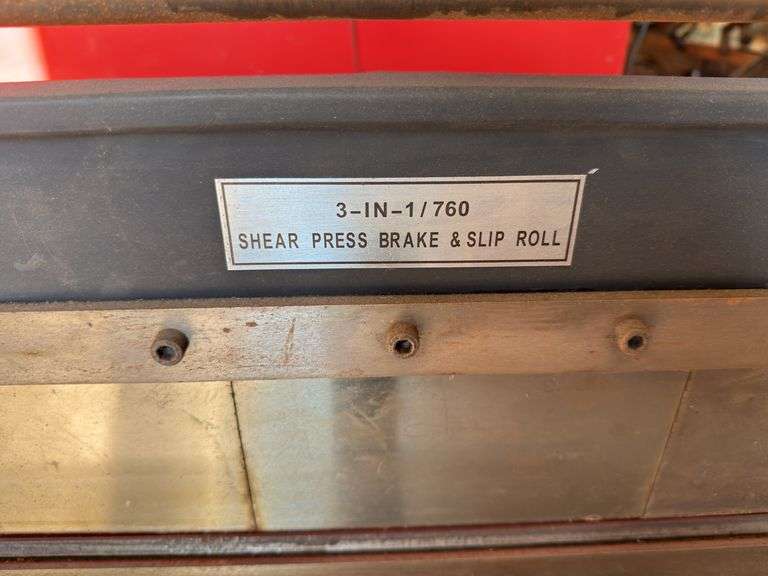 3-IN-1/760
SHEAR PRESS BRAKE & SLIP ROLL